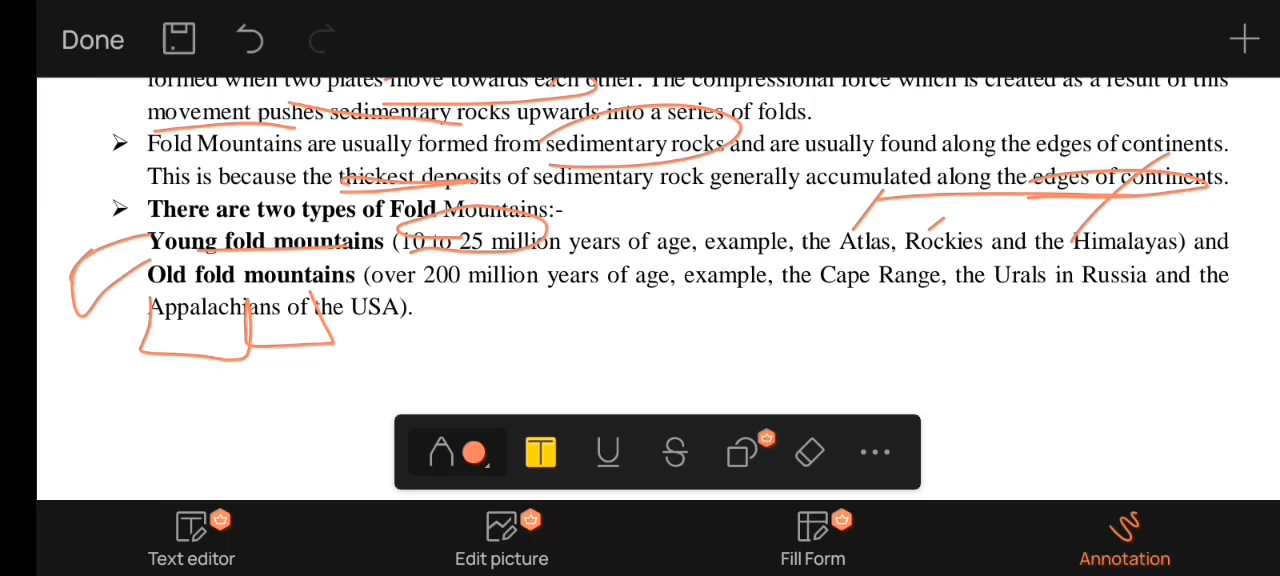 Done
formed when two plates move towards each other. The compressional force which is created as a result of this
movement pushes sedimentary rocks upwards into a series of folds.
➢ Fold Mountains are usually formed from sedimentary rocks and are usually found along the edges of continents.
This is because the thickest deposits of sedimentary rock generally accumulated along the edges of continents.
➢ There are two types of Fold Mountains:-
Young fold mountains (10 to 25 million years of age, example, the Atlas, Rockies and the Himalayas) and
Old fold mountains (over 200 million years of age, example, the Cape Range, the Urals in Russia and the
Appalachians of the USA).
Text editor
Edit picture
Fill Form
Annotation